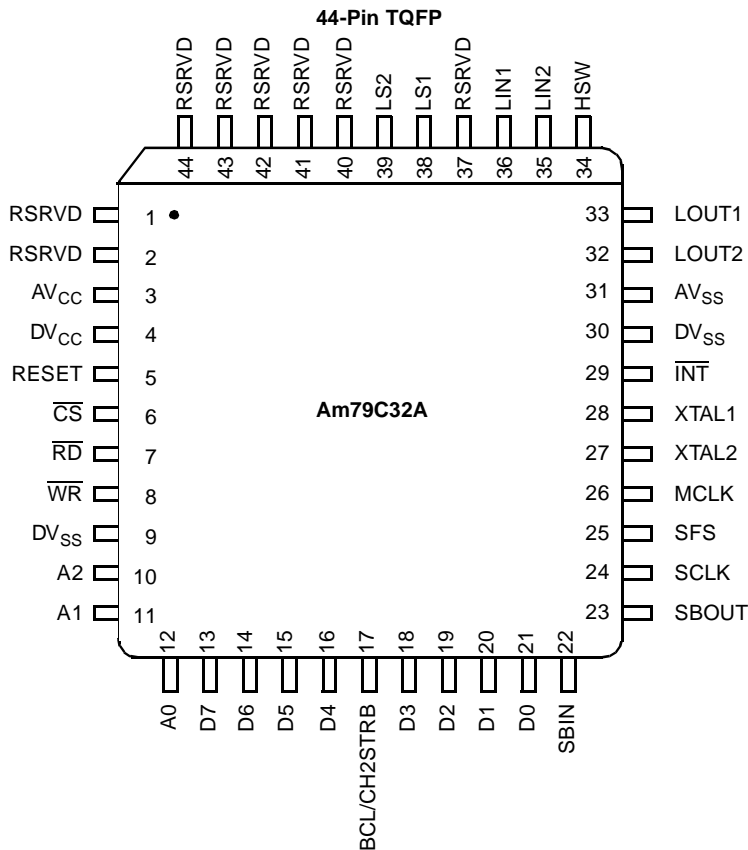 44-Pin TQFP
RSRVD
RSRVD
RSRVD
RSRVD
RSRVD
LS2
LS1
RSRVD
LIN1
LIN2
HSW
44
43
42
41
40
39
38
37
36
35
34
RSRVD 1 33 LOUT1
RSRVD 2 32 LOUT2
AVCC 3 31 AVSS
DVCC 4 30 DVSS
RESET 5 29 INT
CS 6 Am79C32A 28 XTAL1
RD 7 27 XTAL2
WR 8 26 MCLK
DVSS 9 25 SFS
A2 10 24 SCLK
A1 11 23 SBOUT
12
13
14
15
16
17
18
19
20
21
22
A0
D7
D6
D5
D4
BCL/CH2STRB
D3
D2
D1
D0
SBIN